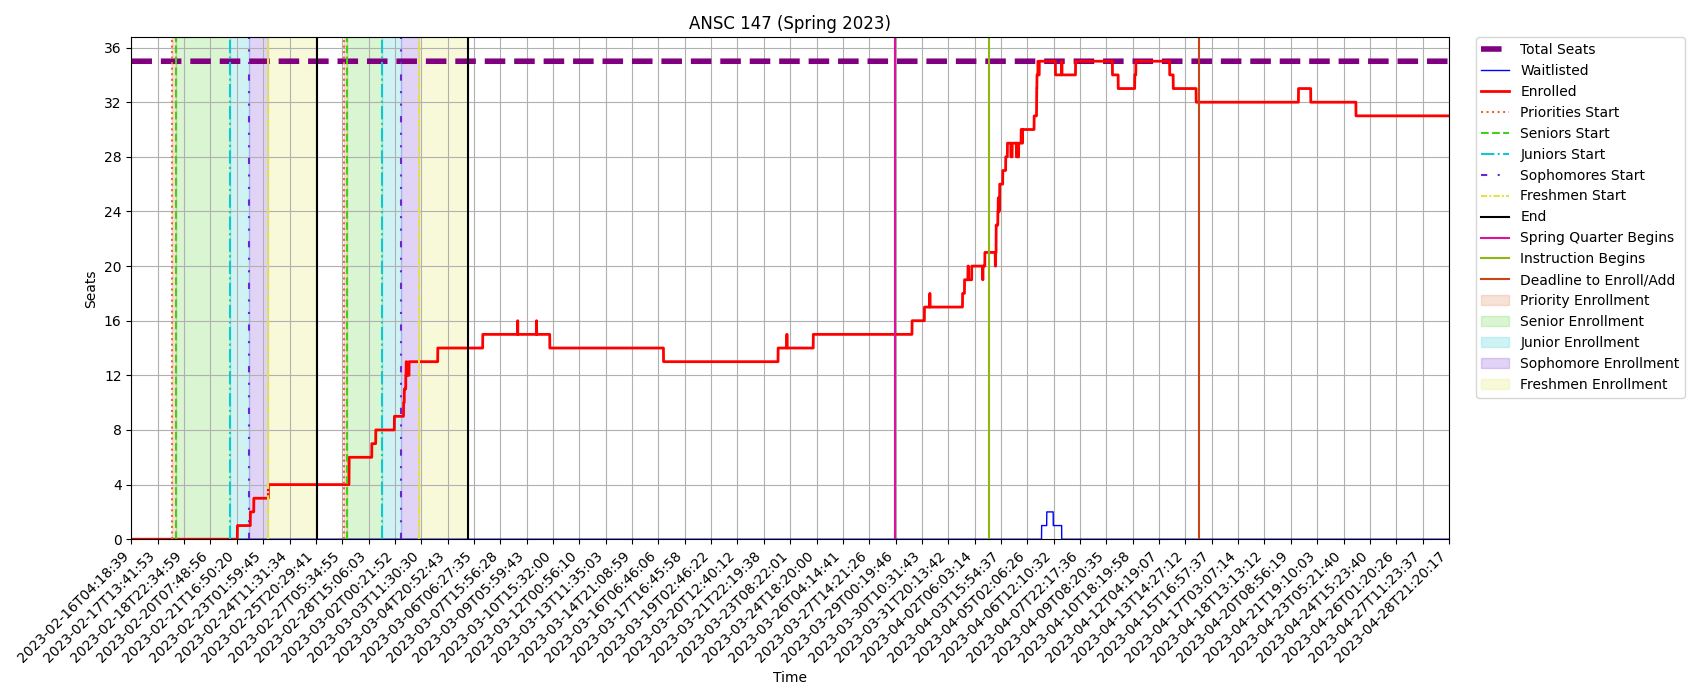 ANSC 147 (Spring 2023)
36
32
28
24
20
16
12
8
4
0
Seats
Total Seats
Waitlisted
Enrolled
Priorities Start
Seniors Start
Juniors Start
Sophomores Start
Freshmen Start
End
Spring Quarter Begins
Instruction Begins
Deadline to Enroll/Add
Priority Enrollment
Senior Enrollment
Junior Enrollment
Sophomore Enrollment
Freshmen Enrollment
2023-02-16T04:18:39
2023-02-17T13:41:53
2023-02-18T22:34:59
2023-02-20T07:48:56
2023-02-21T16:50:20
2023-02-23T01:59:45
2023-02-24T11:31:34
2023-02-25T20:29:41
2023-02-27T05:34:55
2023-02-28T15:06:03
2023-03-02T00:21:52
2023-03-03T11:30:30
2023-03-04T20:52:43
2023-03-06T06:27:35
2023-03-07T15:56:28
2023-03-09T05:59:43
2023-03-10T15:32:00
2023-03-12T00:56:10
2023-03-13T11:35:03
2023-03-14T21:08:59
2023-03-16T06:46:06
2023-03-17T16:45:58
2023-03-19T02:46:22
2023-03-20T12:40:12
2023-03-21T22:19:38
2023-03-23T08:22:01
2023-03-24T18:20:00
2023-03-26T04:14:41
2023-03-27T14:21:26
2023-03-29T00:19:46
2023-03-30T10:31:43
2023-03-31T20:13:42
2023-04-02T06:03:14
2023-04-03T15:54:37
2023-04-05T02:06:26
2023-04-06T12:10:32
2023-04-07T22:17:36
2023-04-09T08:20:35
2023-04-10T18:19:58
2023-04-12T04:19:07
2023-04-13T14:27:12
2023-04-15T16:57:37
2023-04-17T03:07:14
2023-04-18T13:13:12
2023-04-20T08:56:19
2023-04-21T19:10:03
2023-04-23T05:21:40
2023-04-24T15:23:40
2023-04-26T01:20:26
2023-04-27T11:23:37
2023-04-28T21:20:17
Time